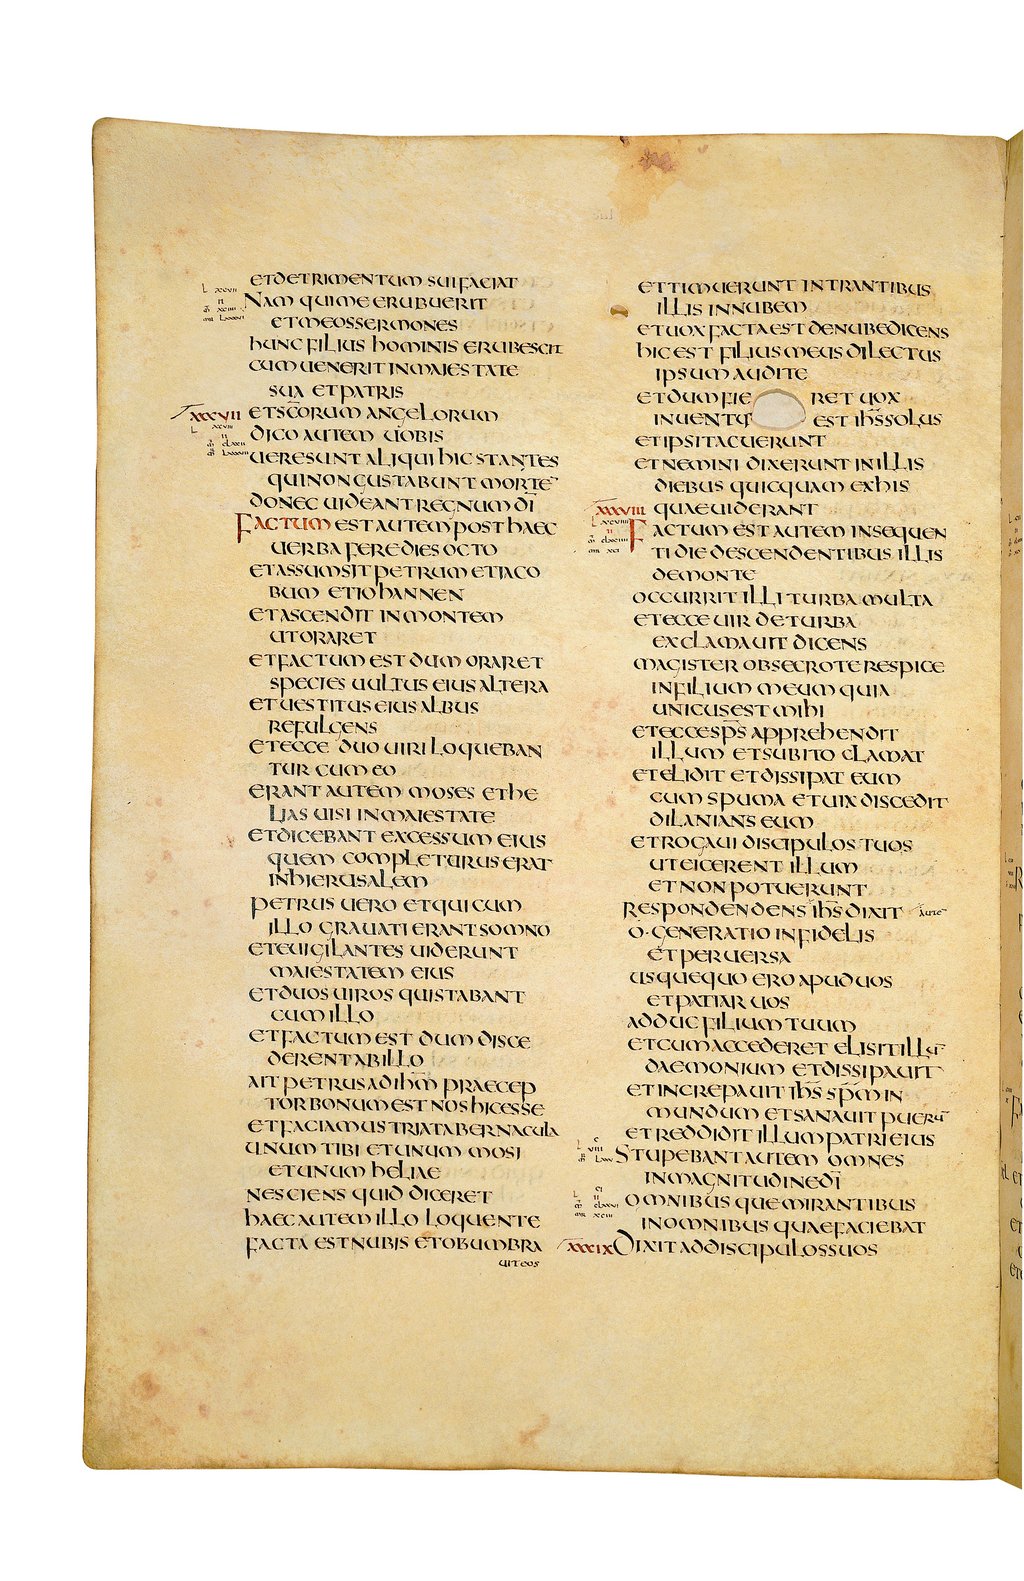 ET DETRIMENTUM SUI FACIAT
NAM QUI ME ERUBUERIT
ET MEOS SERMONES
HUNC FILIUS HOMINIS ERUBESCIT
CUM UENERIT IN MAIESTATE
SUA ET PATRIS
XXXVII ET SC̅ORUM ANGELORUM
DICO AUTEM UOBIS
UERE SUNT ALIQUI HIC STANTES
QUI NON GUSTABUNT MORTE̅
DONEC UIDEANT REGNUM DI̅
FACTUM EST AUTEM POST HAEC
UERBA FERE DIES OCTO
ET ASSUMSIT PETRUM ET IACO
BUM ET IOHANNEN
ET ASCENDIT IN MONTEM
UT ORARET
ET FACTUM EST DUM ORARET
SPECIES UULTUS EIUS ALTERA
ET UESTITUS EIUS ALBUS
REFULGENS
ET ECCE DUO UIRI LOQUEBAN
TUR CUM EO
ERANT AUTEM MOSES ET HE
LIAS UISI IN MAIESTATE
ET DICEBANT EXCESSUM EIUS
QUEM COMPLETURUS ERAT
IN HIERUSALEM
PETRUS UERO ET QUI CUM
ILLO GRAUATI ERANT SOMNO
ET EUIGILANTES UIDERUNT
MAIESTATEM EIUS
ET DUOS UIROS QUI STABANT
CUM ILLO
ET FACTUM EST DUM DISCE
DERENT AB ILLO
AIT PETRUS AD IHM̅ PRAECEP
TOR BONUM EST NOS HIC ESSE
ET FACIAMUS TRIA TABERNACULA
UNUM TIBI ET UNUM MOSI
ET UNUM HELIAE
NESCIENS QUID DICERET
HAEC AUTEM ILLO LOQUENTE
FACTA EST NUBIS ET OBUMBRA
UIT EOS
ET TIMUERUNT INTRANTIBUS
ILLIS IN NUBEM
ET UOX FACTA EST DE NUBE DICENS
HIC EST FILIUS MEUS DILECTUS
IPSUM AUDITE
ET DUM FIE RET UOX
INUENTUS EST IHS̅ SOLUS
ET IPSI TACUERUNT
ET NEMINI DIXERUNT IN ILLIS
DIEBUS QUICQUAM EX HIS
XXXVIII QUAE UIDERANT
FACTUM EST AUTEM IN SEQUEN
TI DIE DESCENDENTIBUS ILLIS
DE MONTE
OCCURRIT ILLI TURBA MULTA
ET ECCE UIR DE TURBA
EXCLAMAUIT DICENS
MAGISTER OBSECRO TE RESPICE
IN FILIUM MEUM QUIA
UNICUS EST MIHI
ET ECCE SPS̅ APPREHENDIT
ILLUM ET SUBITO CLAMAT
ET ELIDIT ET DISSIPAT EUM
CUM SPUMA ET UIX DISCEDIT
DILANIANS EUM
ET ROGAUI DISCIPULOS TUOS
UT EICERENT ILLUM
ET NON POTUERUNT
RESPONDENDENS IHS̅ DIXIT AUTE̅
O·GENERATIO INFIDELIS
ET PERUERSA
USQUEQUO ERO APUD UOS
ET PATIAR UOS
ADDUC FILIUM TUUM
ET CUM ACCEDERET ELISIT ILLU̅
DAEMONIUM ET DISSIPAUIT
ET INCREPAUIT IHS̅ SPM̅ IN
MUNDUM ET SANAUIT PUERU̅
ET REDDIDIT ILLUM PATRI EIUS
STUPEBANT AUTEM OMNES
IN MAGNITUDINE DI̅
OMNIBUSQUE MIRANTIBUS
IN OMNIBUS QUAE FACIEBAT
XXXIX DIXIT AD DISCIPULOS SUOS